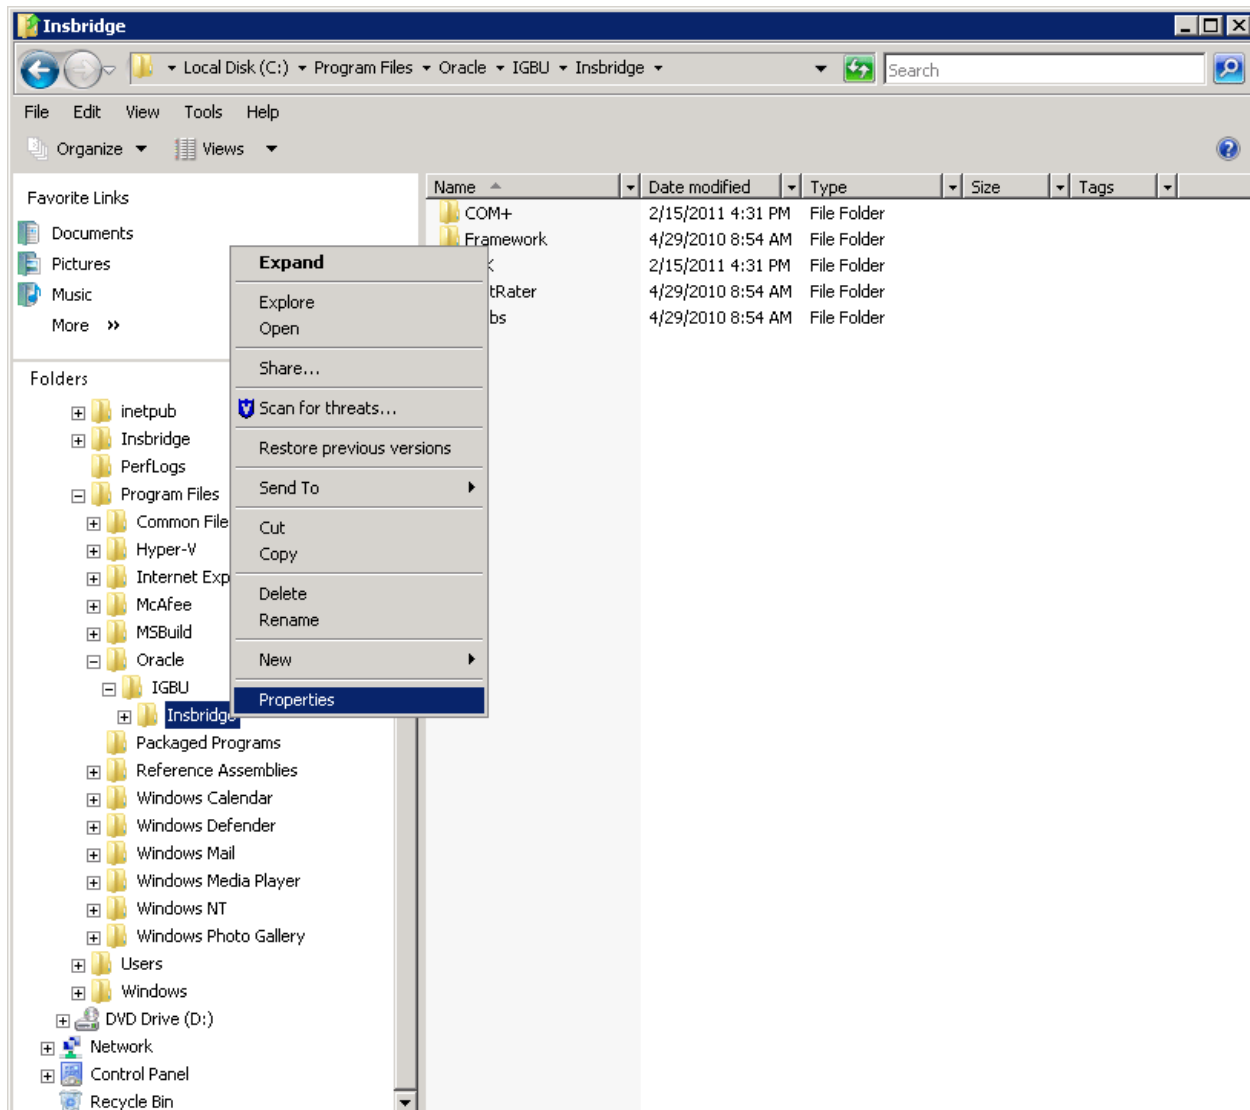 Insbridge
Local Disk (C:) Program Files Oracle IGBU Insbridge
Search
File Edit View Tools Help
Organize Views
Favorite Links
Documents
Pictures
Music
More
Folders
inetpub
Insbridge
PerfLogs
Program Files
Common File
Hyper-V
Internet Exp
McAfee
MSBuild
Oracle
IGBU
Insbridge
Packaged Programs
Reference Assemblies
Windows Calendar
Windows Defender
Windows Mail
Windows Media Player
Windows NT
Windows Photo Gallery
Users
Windows
DVD Drive (D:)
Network
Control Panel
Recycle Bin
Expand
Explore
Open
Share...
Scan for threats...
Restore previous versions
Send To
Cut
Copy
Delete
Rename
New
Properties
Name Date modified Type Size Tags
COM+ 2/15/2011 4:31 PM File Folder
Framework 4/29/2010 8:54 AM File Folder
2/15/2011 4:31 PM File Folder
tRater 4/29/2010 8:54 AM File Folder
bs 4/29/2010 8:54 AM File Folder